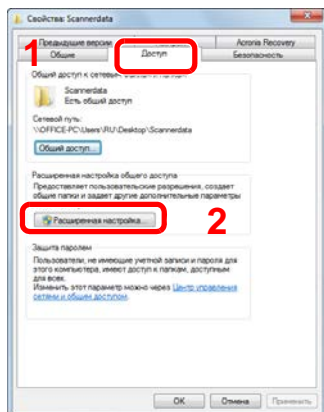 Свойства: Scannerdata
1
Предыдущие версии
Acronis Recovery
Общие
Доступ
Безопасность
Общий доступ к сетевым
Scannerdata
Есть общий доступ
Сетевой путь:
\\OFFICE-PC\Users\RU\Desktop\Scannerdata
Общий доступ...
Расширенная настройка общего доступа
Предоставляет пользовательские разрешения, создает
общие папки и задает другие дополнительные параметры
Расширенная настройка...
2
Защита паролем
Пользователи, не имеющие учетной записи и пароля для
этого компьютера, имеют доступ к папкам, доступным
для всех.
Изменить этот параметр можно через Центр управления
сетями и общим доступом.
OK
Отмена
Применить